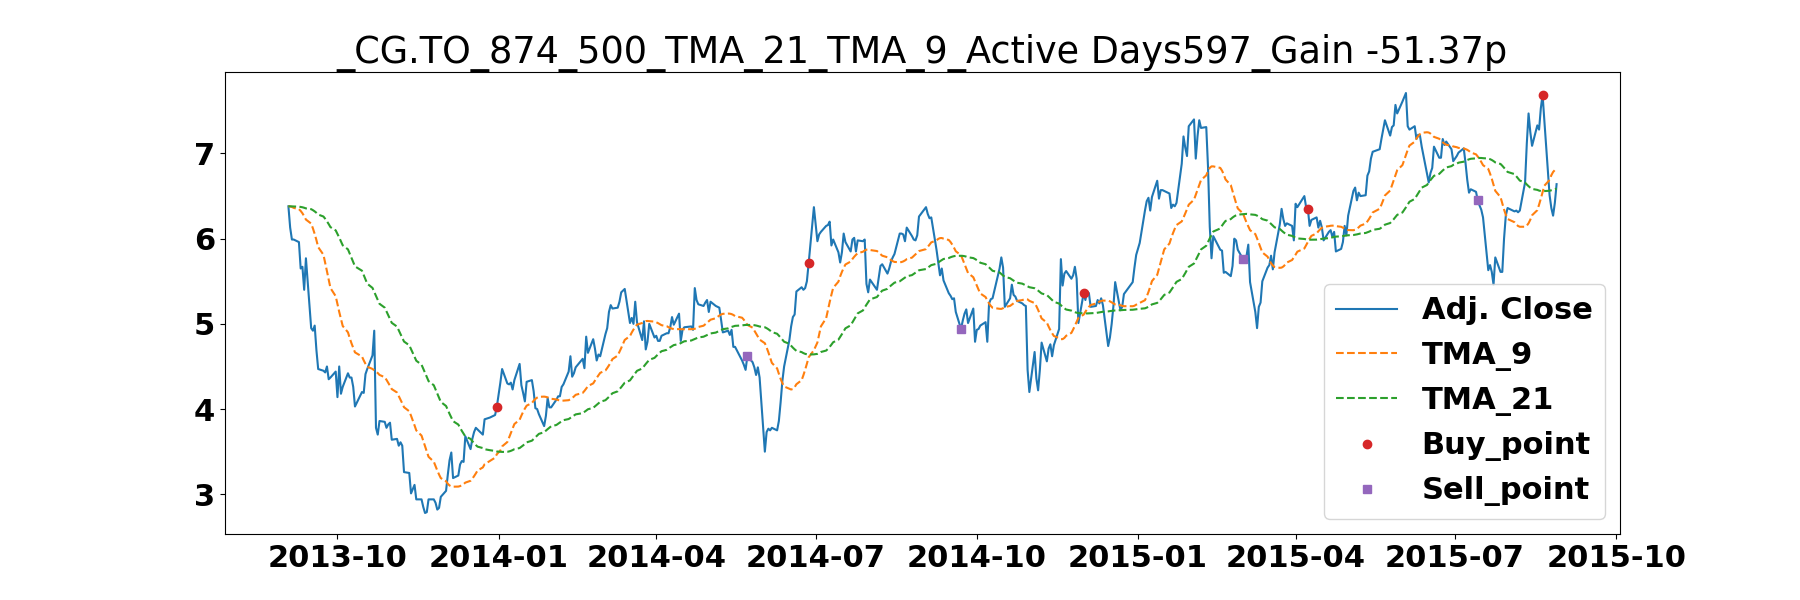 _CG.TO_874_500_TMA_21_TMA_9_Active Days597_Gain -51.37p
7
6
5
4
3
Adj. Close
TMA_9
TMA_21
Buy_point
Sell_point
2013-10 2014-01 2014-04 2014-07 2014-10 2015-01 2015-04 2015-07 2015-10